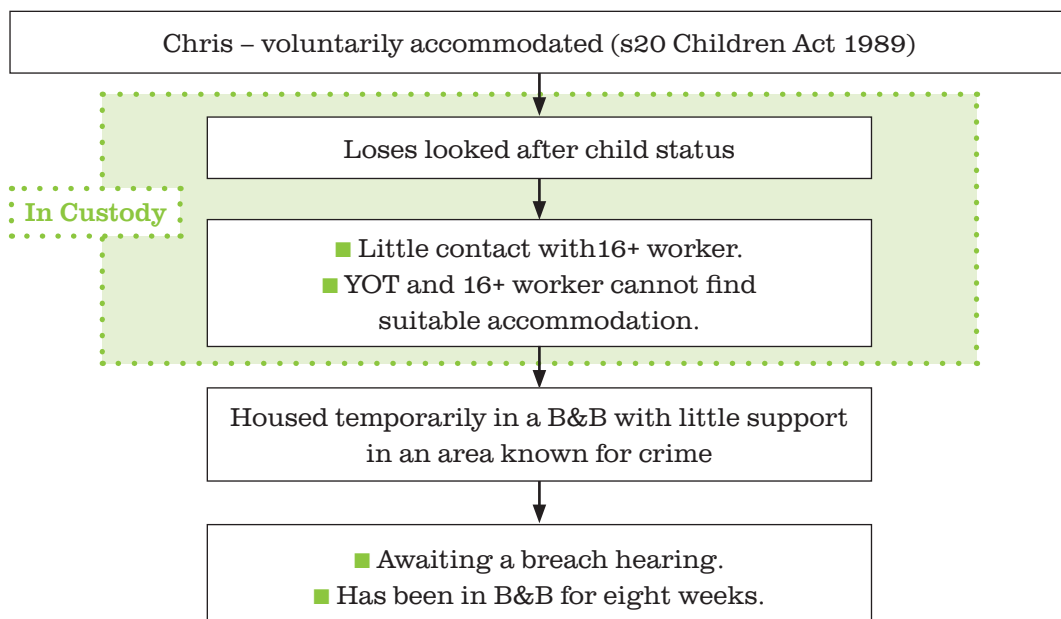 Chris – voluntarily accommodated (s20 Children Act 1989)
Loses looked after child status
In Custody
■ Little contact with16+ worker.
■ YOT and 16+ worker cannot find
suitable accommodation.
Housed temporarily in a B&B with little support
in an area known for crime
■ Awaiting a breach hearing.
■ Has been in B&B for eight weeks.